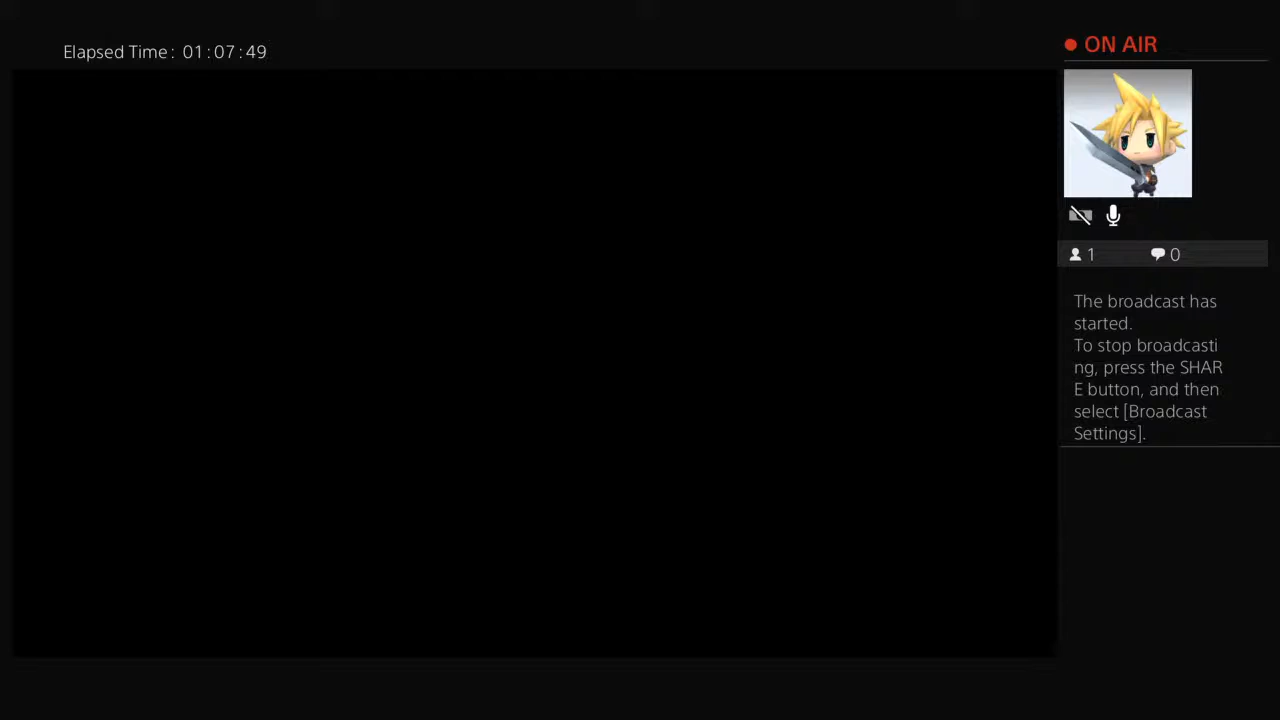 Elapsed Time: 01:07:49
ON AIR
1 0
The broadcast has
started.
To stop broadcasti
ng, press the SHAR
E button, and then
select [Broadcast
Settings].